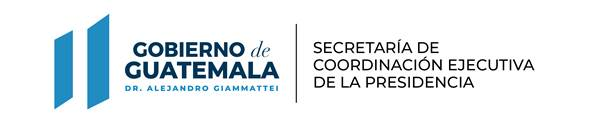 GOBIERNO de
GUATEMALA
DR. ALEJANDRO GIAMMATTEI
SECRETARÍA DE
COORDINACIÓN EJECUTIVA
DE LA PRESIDENCIA